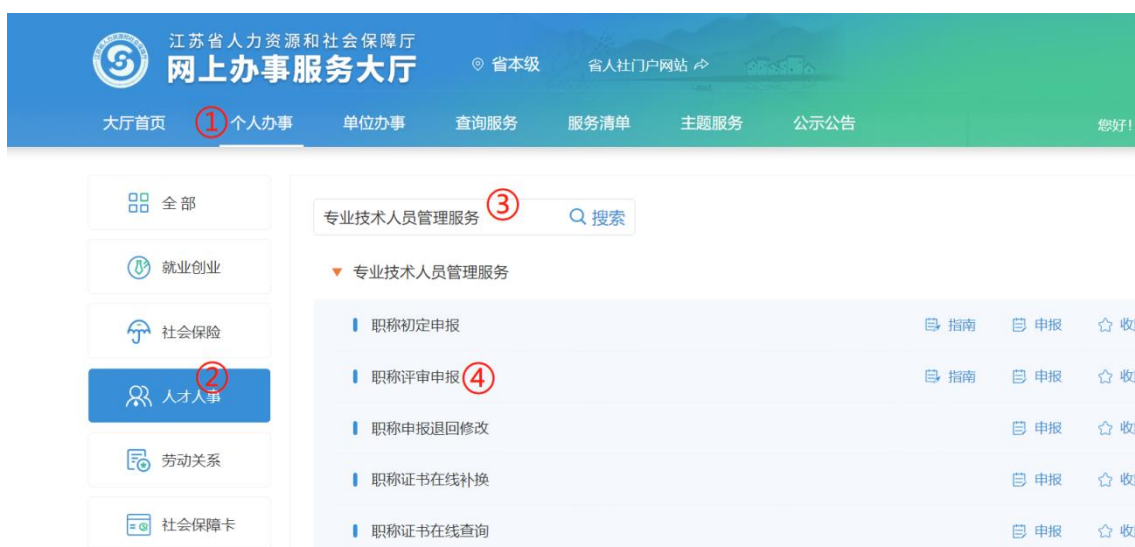 江苏省人力资源和社会保障厅
网上办事服务大厅
省本级
省人社门户网站
大厅首页 ① 个人办事 单位办事 查询服务 服务清单 主题服务 公示公告 您好!
全部
就业创业
社会保险
② 人才人事
劳动关系
社会保障卡
专业技术人员管理服务 ③ 搜索
专业技术人员管理服务
职称初定申报 指南 申报 收
职称评审申报 ④ 指南 申报 收
职称申报退回修改 申报 收
职称证书在线补换 申报 收
职称证书在线查询 申报 收